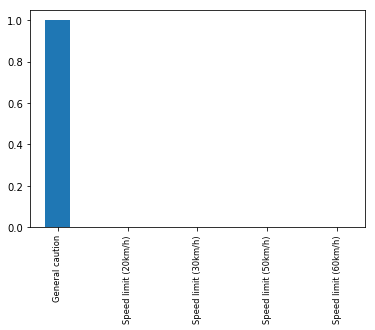 1.0
0.8
0.6
0.4
0.2
0.0
General caution
Speed limit (20km/h)
Speed limit (30km/h)
Speed limit (50km/h)
Speed limit (60km/h)